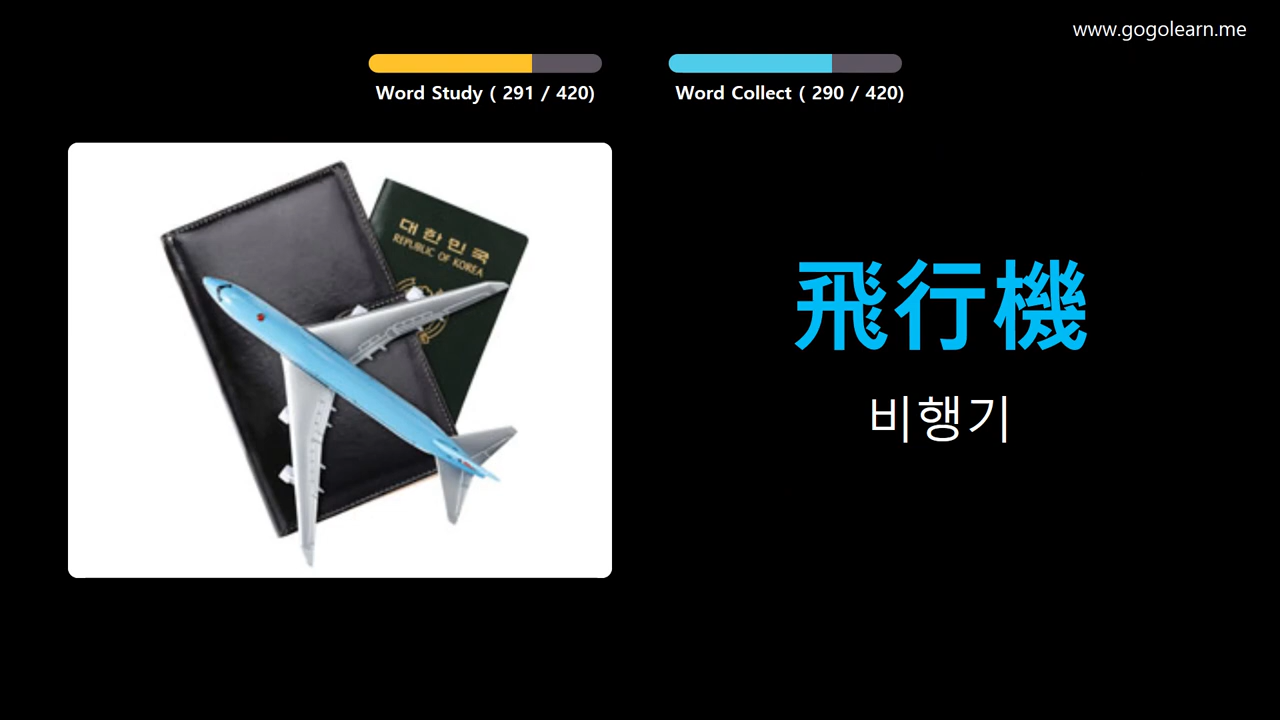 www.gogolearn.me
Word Study ( 291 / 420)
Word Collect ( 290 / 420)
대한민국
REPUBLIC OF KOREA
飛行機
비행기